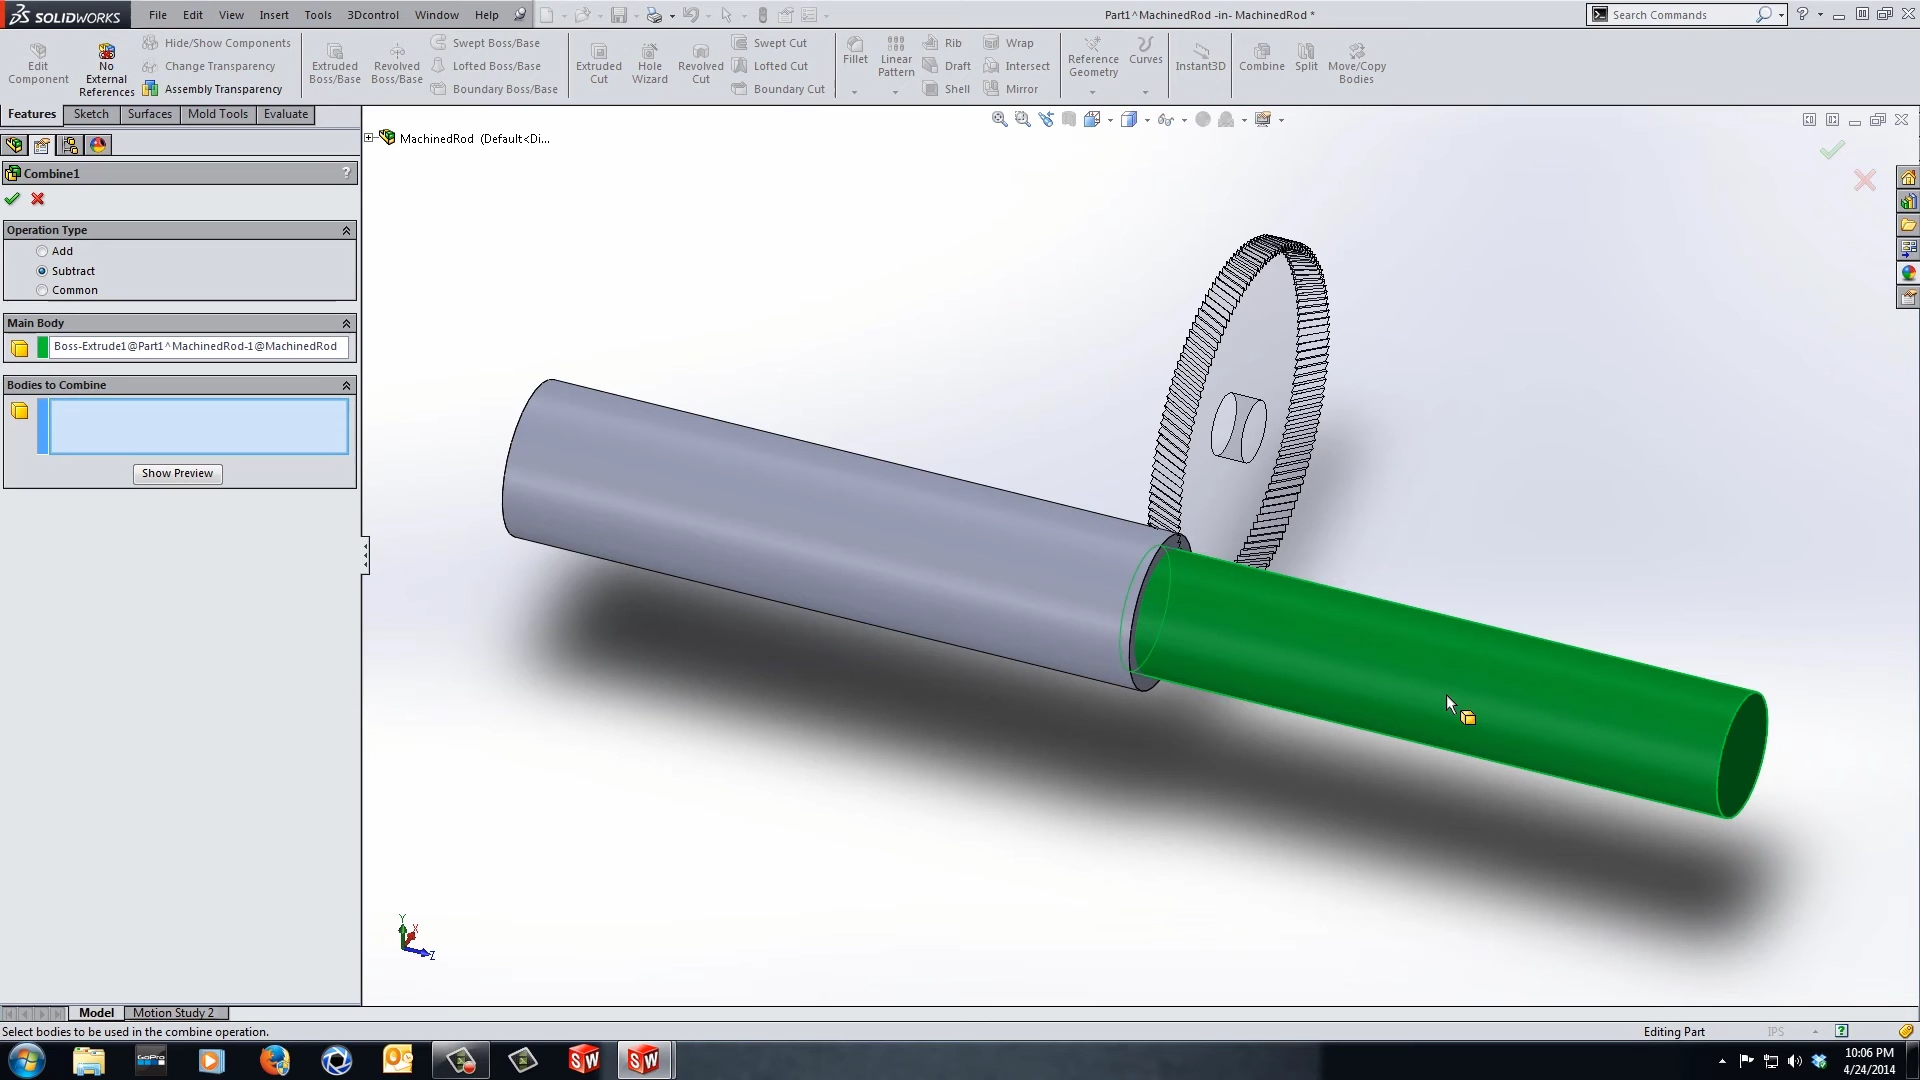 SOLIDWORKS
File Edit View Insert Tools 3Dcontrol Window Help
Part1^MachinedRod -in- MachinedRod *
Search Commands
Edit Component
No External References
Hide/Show Components
Change Transparency
Assembly Transparency
Extruded Boss/Base
Revolved Boss/Base
Swept Boss/Base
Lofted Boss/Base
Boundary Boss/Base
Extruded Cut
Hole Wizard
Revolved Cut
Swept Cut
Lofted Cut
Boundary Cut
Fillet
Linear Pattern
Rib
Draft
Shell
Wrap
Intersect
Mirror
Reference Geometry
Curves
Instant3D
Combine
Split
Move/Copy Bodies
Features Sketch Surfaces Mold Tools Evaluate
MachinedRod (Default<Di...
Combine1 ?
Operation Type
Add
Subtract
Common
Main Body
Boss-Extrude1@Part1^MachinedRod-1@MachinedRod
Bodies to Combine
Show Preview
Y
X
Z
Model Motion Study 2
Select bodies to be used in the combine operation.
Editing Part
IPS
GoPro
SW
SW
10:06 PM
4/24/2014